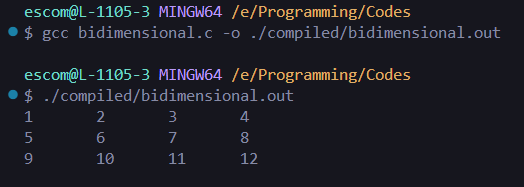 escom@L-1105-3 MINGW64 /e/Programming/Codes
$ gcc bidimensional.c -o ./compiled/bidimensional.out
escom@L-1105-3 MINGW64 /e/Programming/Codes
$ ./compiled/bidimensional.out
1 2 3 4
5 6 7 8
9 10 11 12